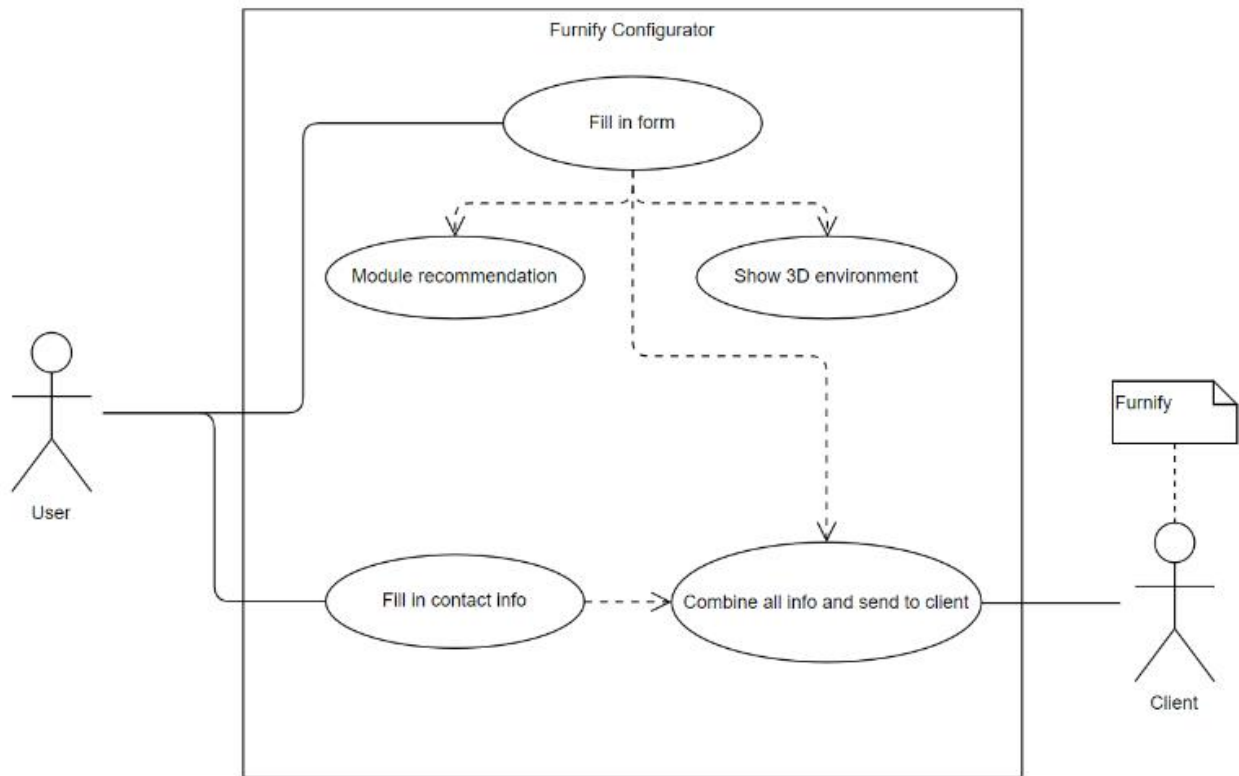 Furnify Configurator
Fill in form
Module recommendation
Show 3D environment
Furnify
User
Fill in contact info
Combine all info and send to client
Client